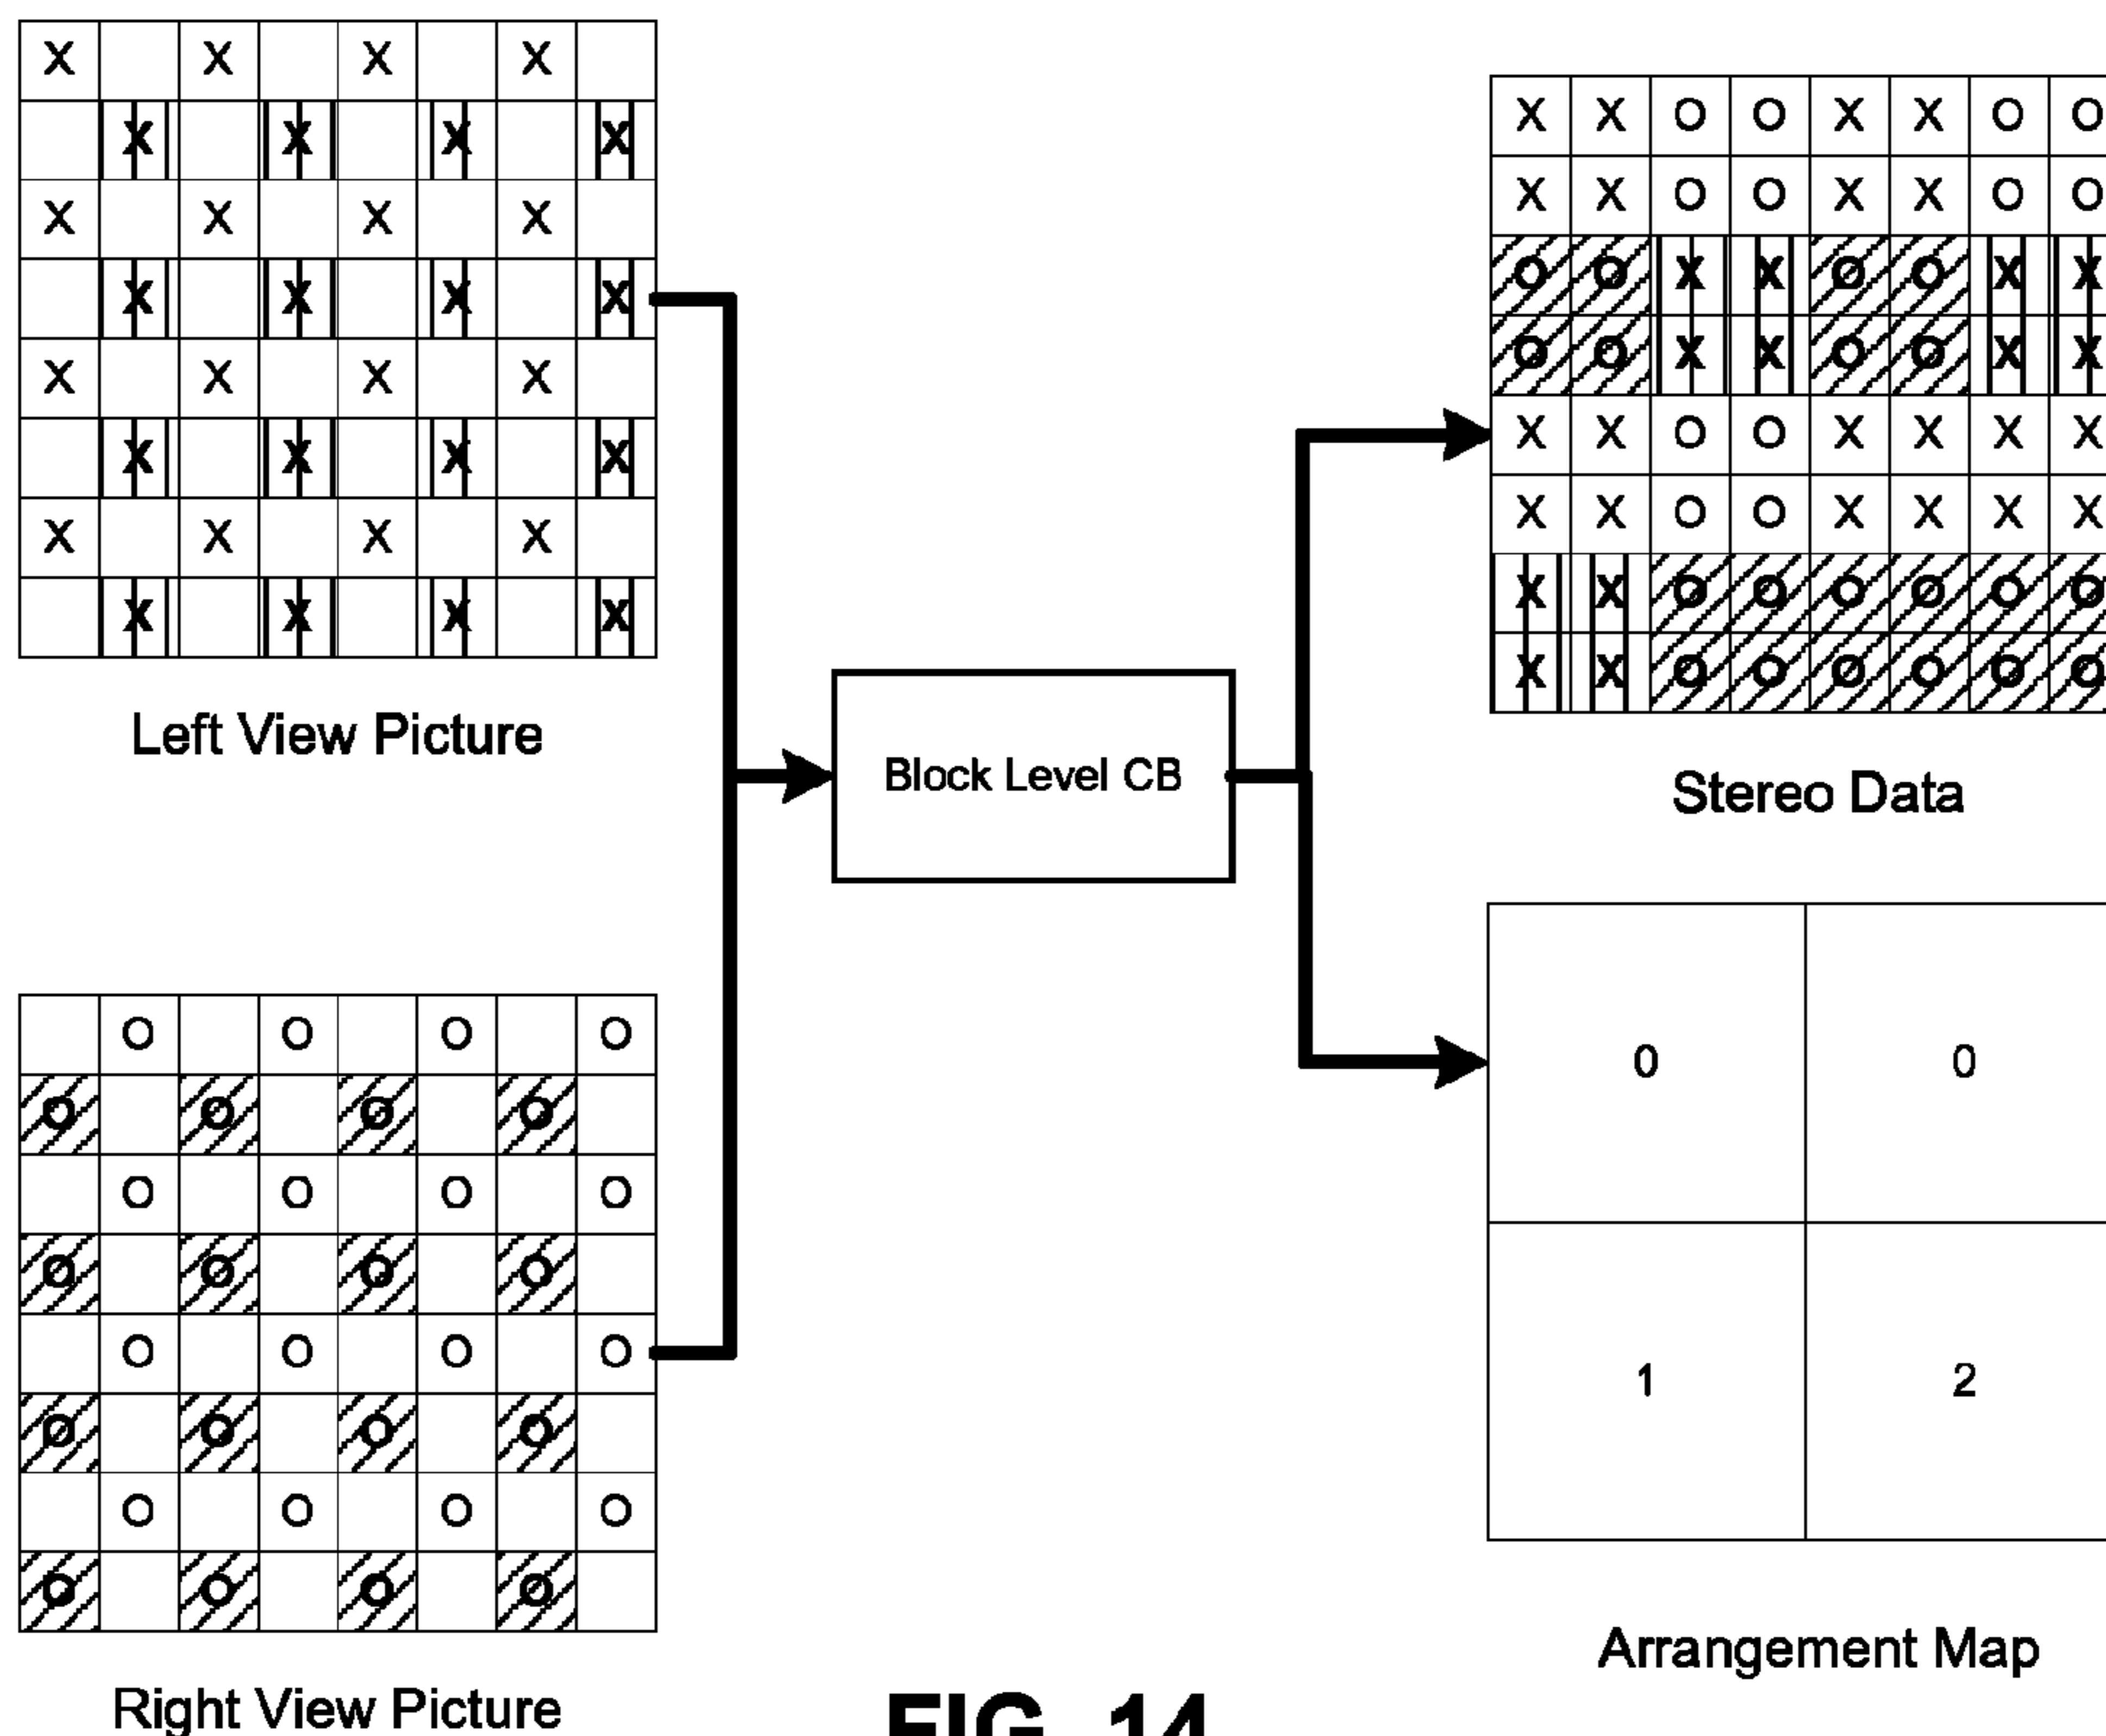 X X X X
X X X X
X X X X
X X X X
X X X X
X X X X
X X X X
X X X X
Left View Picture
O O O O
O O O O
O O O O
O O O O
O O O O
O O O O
O O O O
O O O O
Right View Picture
Block Level CB
X X O O X X O O
X X O O X X O O
O O X X O O X X
O O X X O O X X
X X O O X X X X
X X O O X X X X
X X O O O O O O
X X O O O O O O
Stereo Data
0 0
1 2
Arrangement Map
FIG. 14